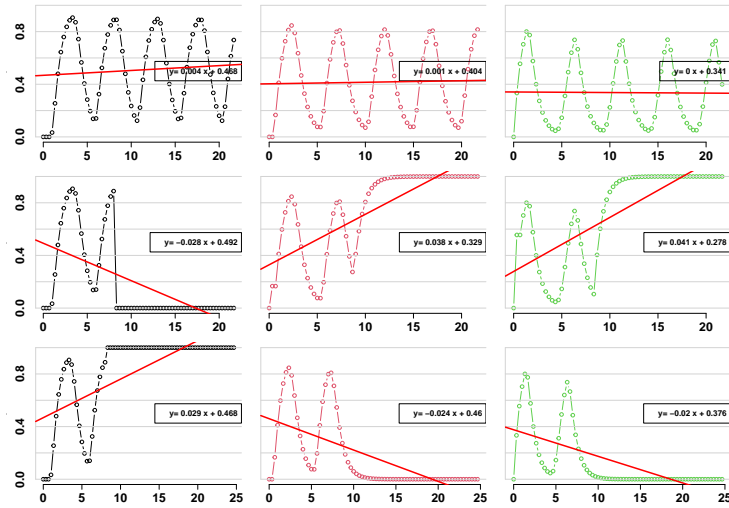 0.0 0.4 0.8
y= 0.004 x + 0.468
0 5 10 15 20
y= 0.001 x + 0.404
0 5 10 15 20
y= 0 x + 0.341
0 5 10 15 20
0.0 0.4 0.8
y= −0.028 x + 0.492
0 5 10 15 20
y= 0.038 x + 0.329
0 5 10 15 20
y= 0.041 x + 0.278
0 5 10 15 20
0.0 0.4 0.8
y= 0.029 x + 0.468
0 5 10 15 20 25
y= −0.024 x + 0.46
0 5 10 15 20 25
y= −0.02 x + 0.376
0 5 10 15 20 25